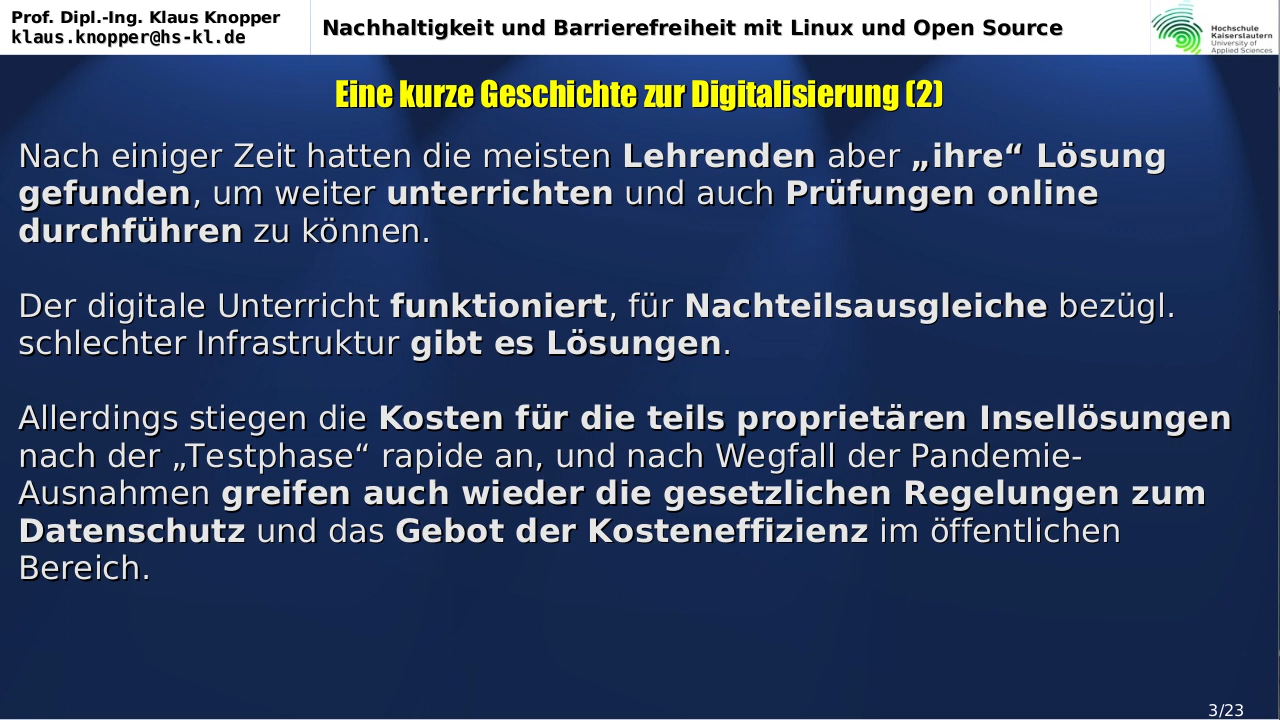 Prof. Dipl.-Ing. Klaus Knopper
klaus.knopper@hs-kl.de
Nachhaltigkeit und Barrierefreiheit mit Linux und Open Source
Hochschule
Kaiserslautern
University of
Applied Sciences
Eine kurze Geschichte zur Digitalisierung (2)
Nach einiger Zeit hatten die meisten Lehrenden aber „ihre“ Lösung
gefunden, um weiter unterrichten und auch Prüfungen online
durchführen zu können.
Der digitale Unterricht funktioniert, für Nachteilsausgleiche bezügl.
schlechter Infrastruktur gibt es Lösungen.
Allerdings stiegen die Kosten für die teils proprietären Insellösungen
nach der „Testphase“ rapide an, und nach Wegfall der Pandemie-
Ausnahmen greifen auch wieder die gesetzlichen Regelungen zum
Datenschutz und das Gebot der Kosteneffizienz im öffentlichen
Bereich.
3/23